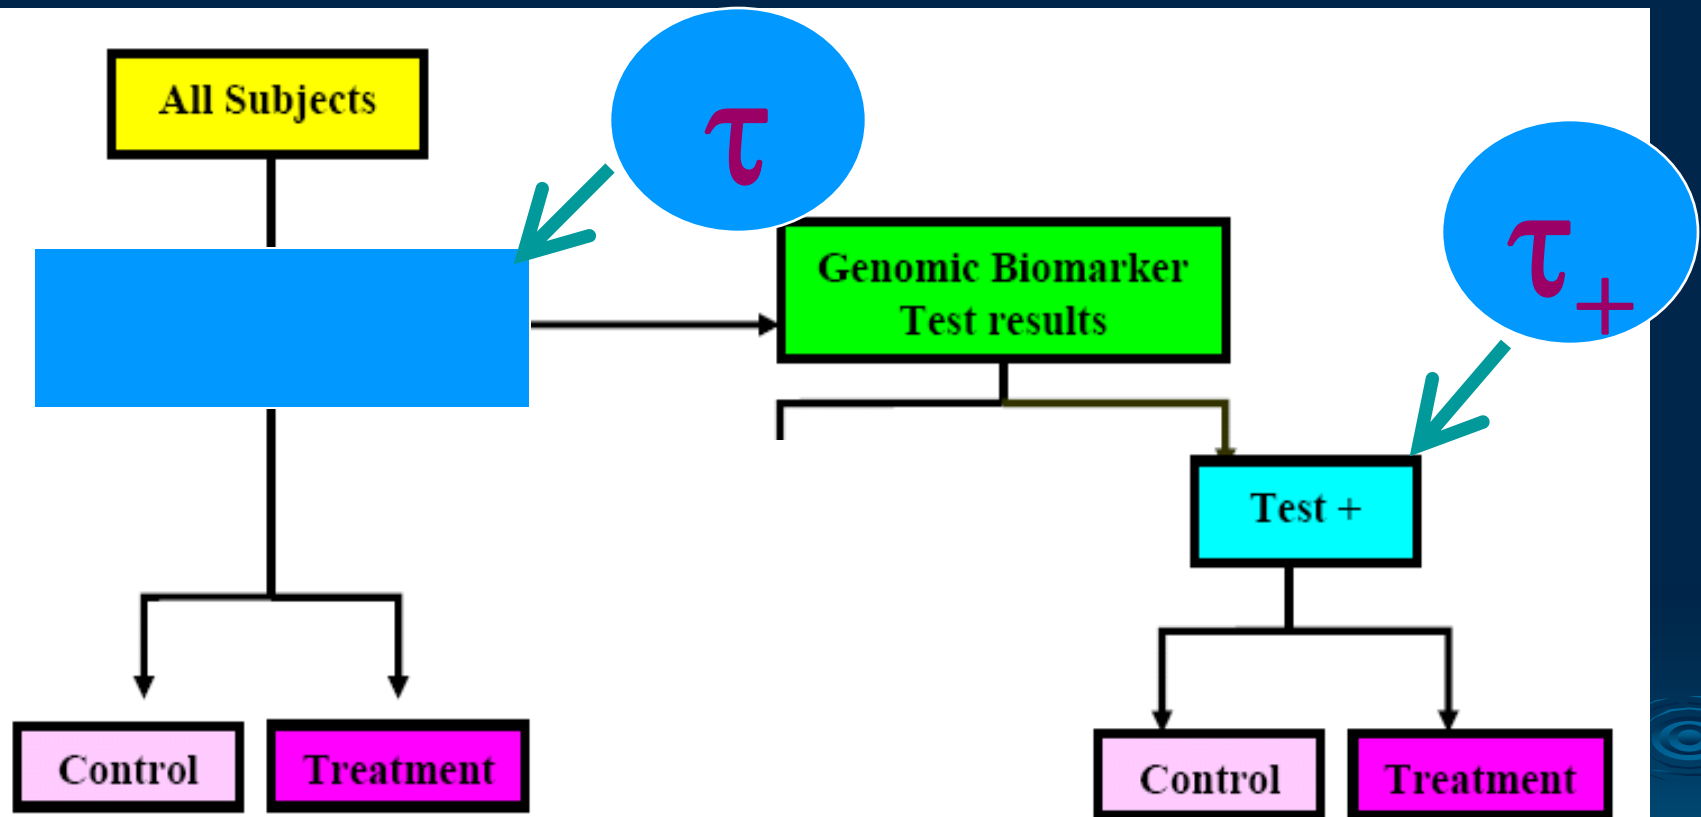 All Subjects
τ
Genomic Biomarker
Test results
τ+
Test +
Control
Treatment
Control
Treatment